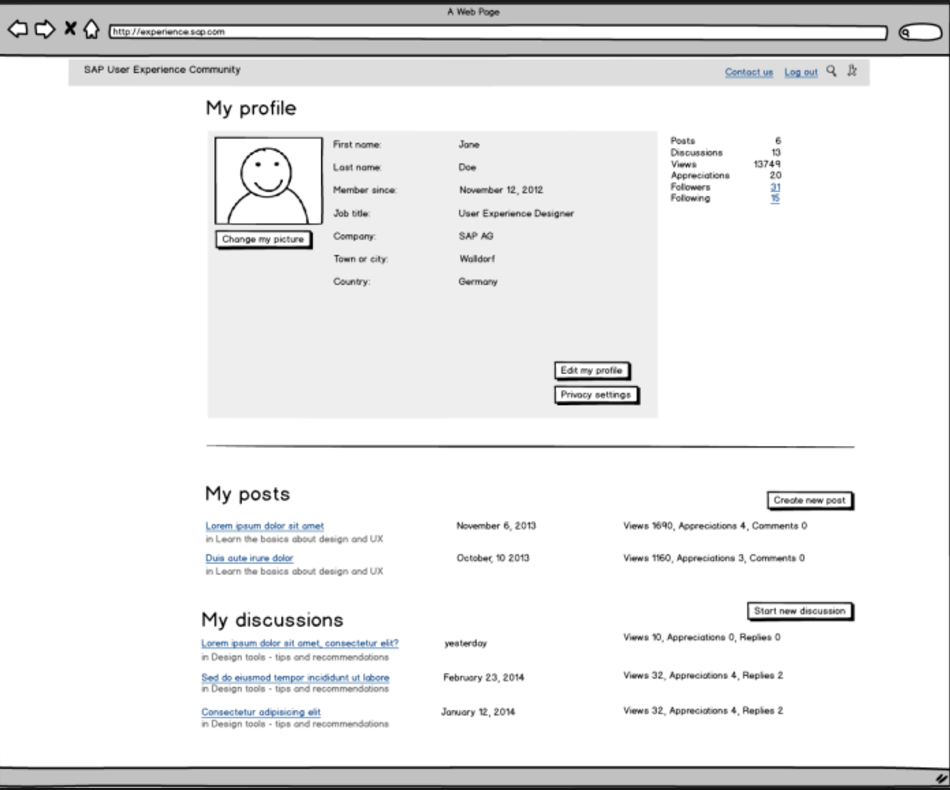 A Web Page
http://experience.sap.com
SAP User Experience Community
Contact us Log out
My profile
First name: Jane
Last name: Doe
Member since: November 12, 2012
Job title: User Experience Designer
Company: SAP AG
Town or city: Walldorf
Country: Germany
Change my picture
Edit my profile
Privacy settings
Posts 6
Discussions 13
Views 13749
Appreciations 20
Followers 31
Following 15
My posts
Create new post
Lorem ipsum dolor sit amet November 6, 2013 Views 1690, Appreciations 4, Comments 0
in Learn the basics about design and UX
Duis aute irure dolor October, 10 2013 Views 1160, Appreciations 3, Comments 0
in Learn the basics about design and UX
My discussions
Start new discussion
Lorem ipsum dolor sit amet, consectetur elit? yesterday Views 10, Appreciations 0, Replies 0
in Design tools - tips and recommendations
Sed do eiusmod tempor incididunt ut labore February 23, 2014 Views 32, Appreciations 4, Replies 2
in Design tools - tips and recommendations
Consectetur adipisicing elit January 12, 2014 Views 32, Appreciations 4, Replies 2
in Design tools - tips and recommendations